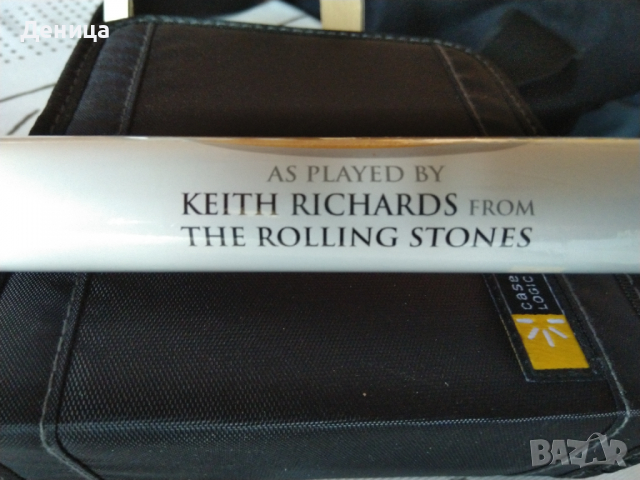 Деница
AS PLAYED BY
KEITH RICHARDS FROM
THE ROLLING STONES
case
LOGIC
BAZAR